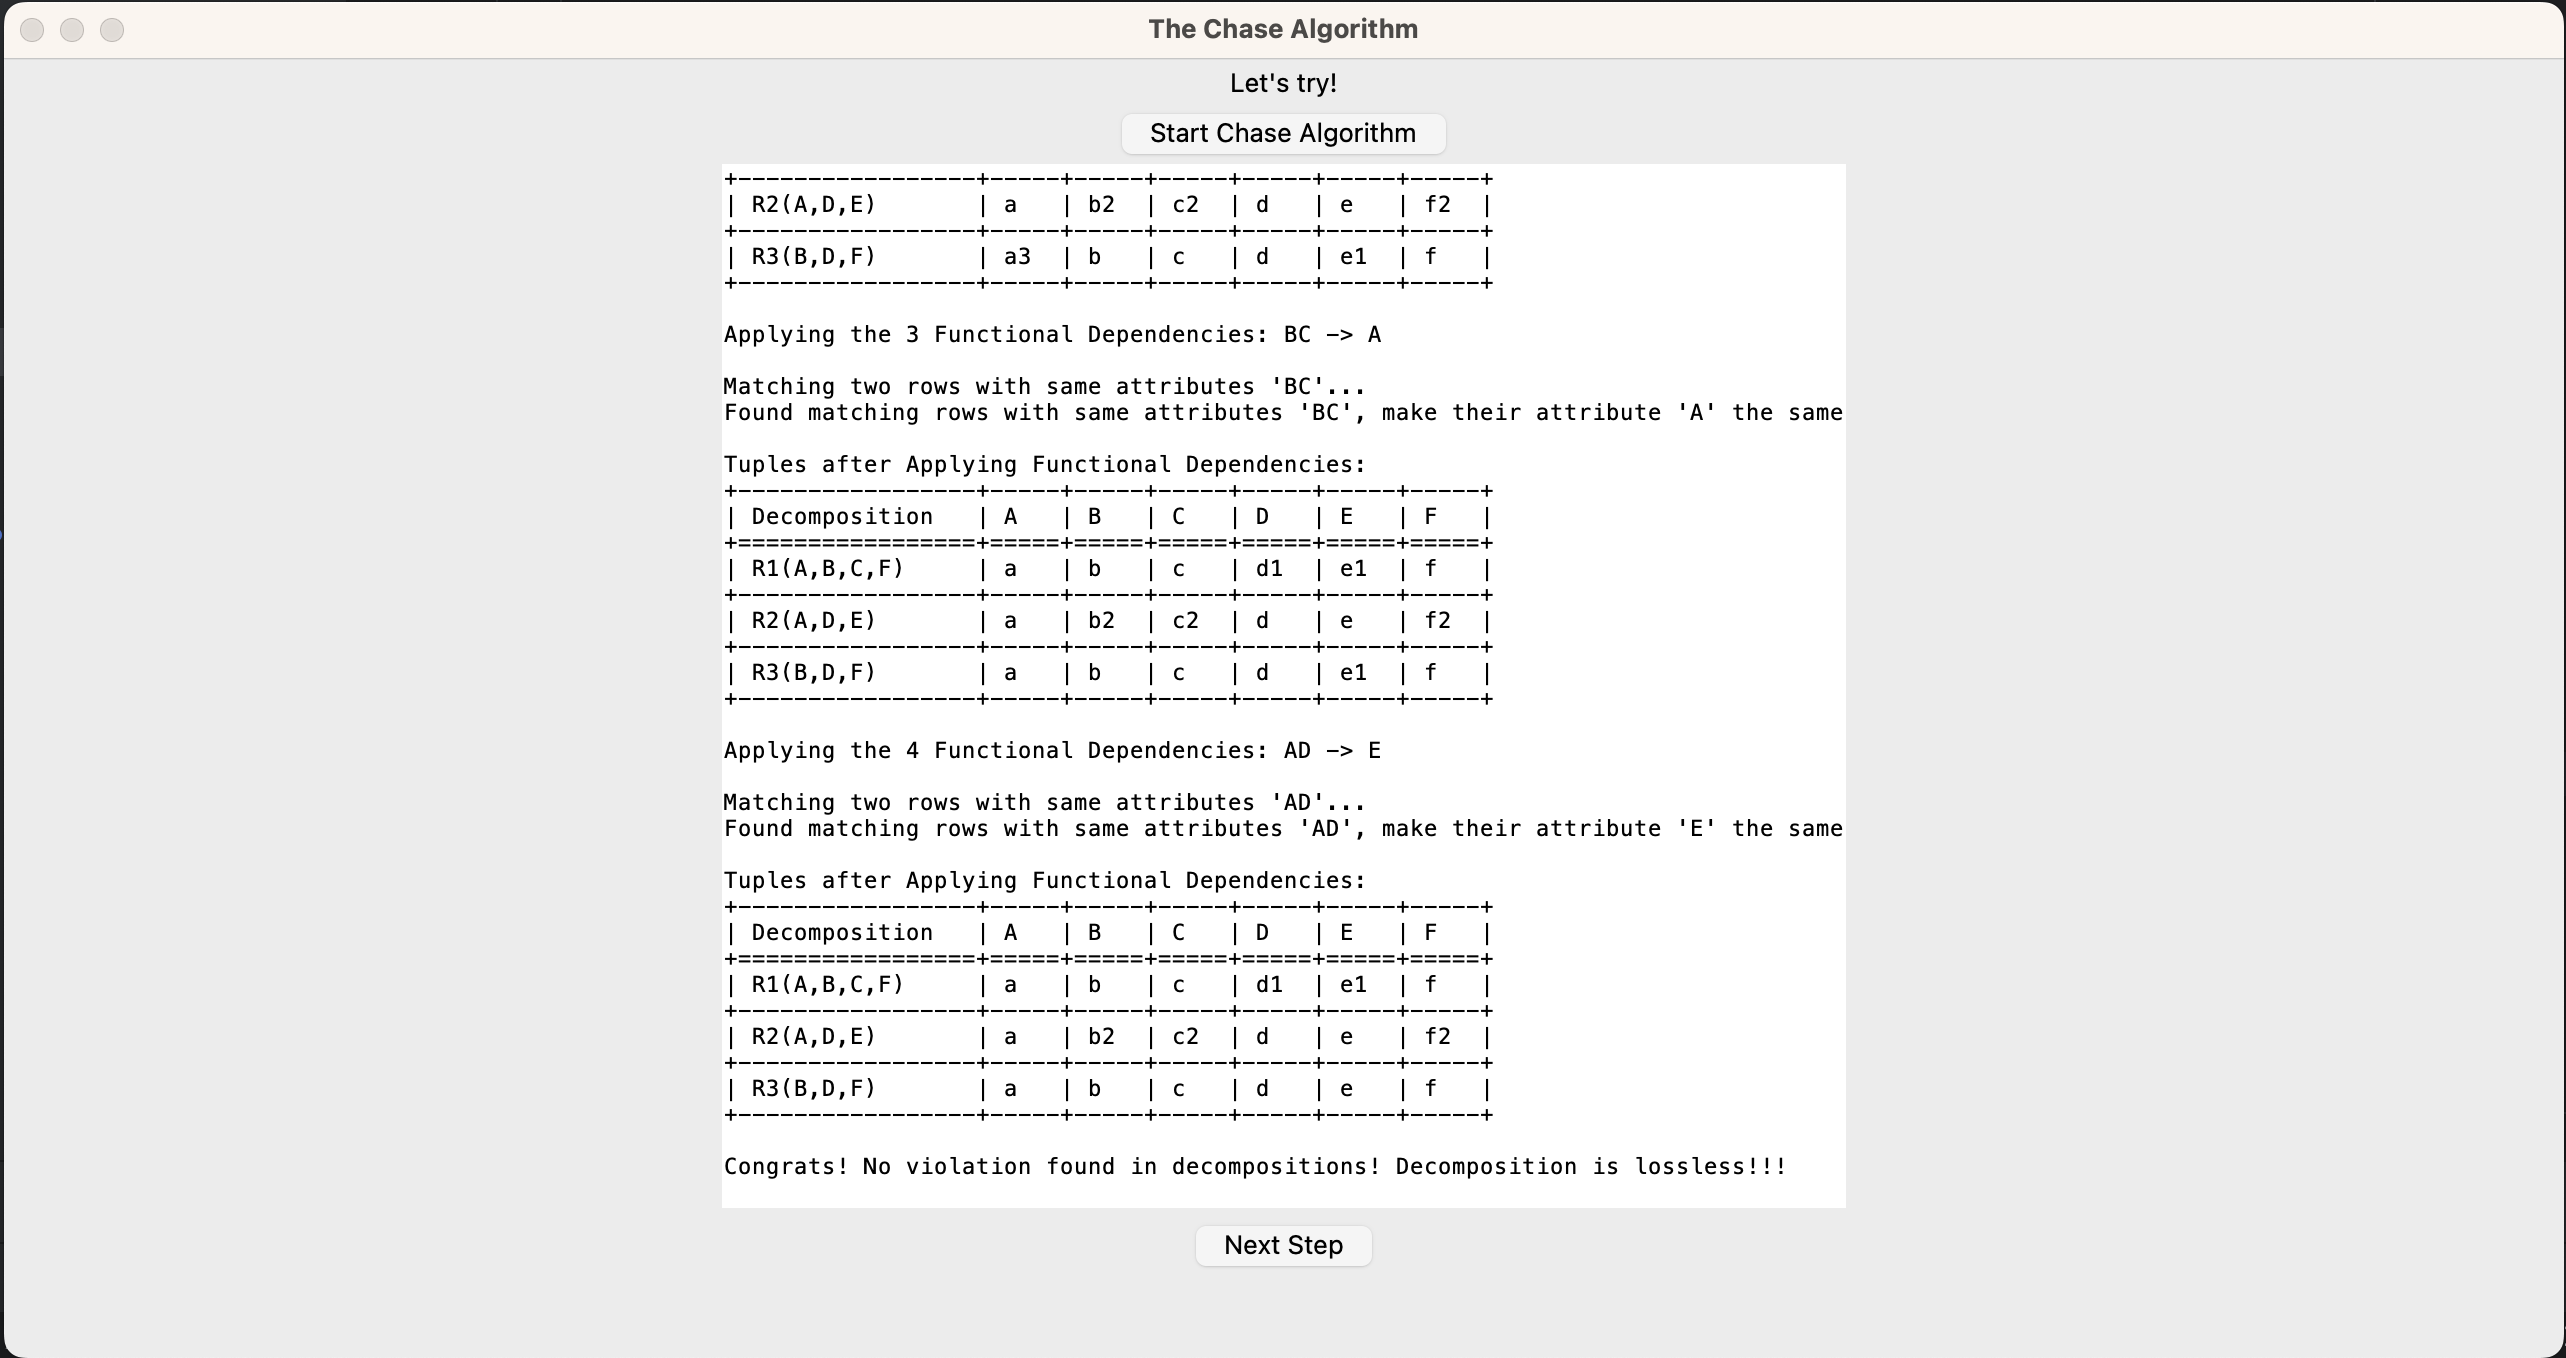 The Chase Algorithm
Let's try!
Start Chase Algorithm
+-----------------+-----+-----+-----+-----+-----+-----+
| R2(A,D,E)       | a   | b2  | c2  | d   | e   | f2  |
+-----------------+-----+-----+-----+-----+-----+-----+
| R3(B,D,F)       | a3  | b   | c   | d   | e1  | f   |
+-----------------+-----+-----+-----+-----+-----+-----+
Applying the 3 Functional Dependencies: BC -> A
Matching two rows with same attributes 'BC'...
Found matching rows with same attributes 'BC', make their attribute 'A' the same
Tuples after Applying Functional Dependencies:
+-----------------+-----+-----+-----+-----+-----+-----+
| Decomposition   | A   | B   | C   | D   | E   | F   |
+=================+=====+=====+=====+=====+=====+=====+
| R1(A,B,C,F)     | a   | b   | c   | d1  | e1  | f   |
+-----------------+-----+-----+-----+-----+-----+-----+
| R2(A,D,E)       | a   | b2  | c2  | d   | e   | f2  |
+-----------------+-----+-----+-----+-----+-----+-----+
| R3(B,D,F)       | a   | b   | c   | d   | e1  | f   |
+-----------------+-----+-----+-----+-----+-----+-----+
Applying the 4 Functional Dependencies: AD -> E
Matching two rows with same attributes 'AD'...
Found matching rows with same attributes 'AD', make their attribute 'E' the same
Tuples after Applying Functional Dependencies:
+-----------------+-----+-----+-----+-----+-----+-----+
| Decomposition   | A   | B   | C   | D   | E   | F   |
+=================+=====+=====+=====+=====+=====+=====+
| R1(A,B,C,F)     | a   | b   | c   | d1  | e1  | f   |
+-----------------+-----+-----+-----+-----+-----+-----+
| R2(A,D,E)       | a   | b2  | c2  | d   | e   | f2  |
+-----------------+-----+-----+-----+-----+-----+-----+
| R3(B,D,F)       | a   | b   | c   | d   | e   | f   |
+-----------------+-----+-----+-----+-----+-----+-----+
Congrats! No violation found in decompositions! Decomposition is lossless!!!
Next Step